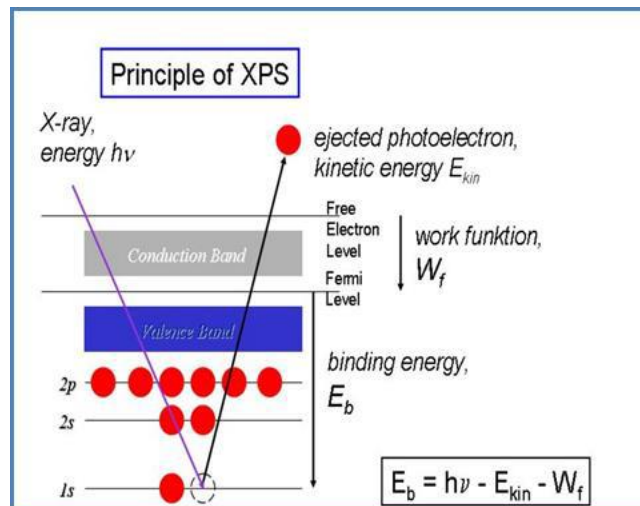 Principle of XPS
X-ray,
energy hν
ejected photoelectron,
kinetic energy E_kin
Free
Electron
Level
Conduction Band
work funktion,
W_f
Fermi
Level
Valence Band
binding energy,
E_b
2p
2s
1s
E_b = hν - E_kin - W_f